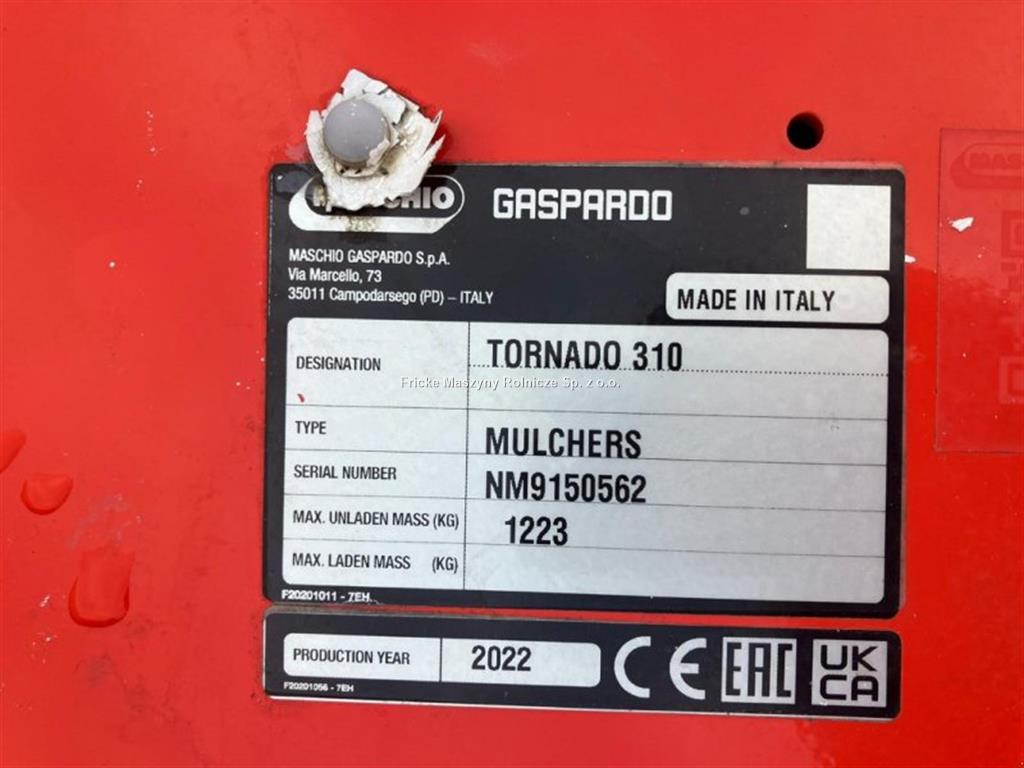 MASCHIO GASPARDO
MASCHIO GASPARDO S.p.A.
Via Marcello, 73
35011 Campodarsego (PD) – ITALY
MADE IN ITALY
DESIGNATION TORNADO 310
Fricke Maszyny Rolnicze Sp. z o.o.
TYPE MULCHERS
SERIAL NUMBER NM9150562
MAX. UNLADEN MASS (KG) 1223
MAX. LADEN MASS (KG)
F20201011 - 7EH
PRODUCTION YEAR 2022
F20201056 - 7EH
CE EAC UK
CA
MASCHIO